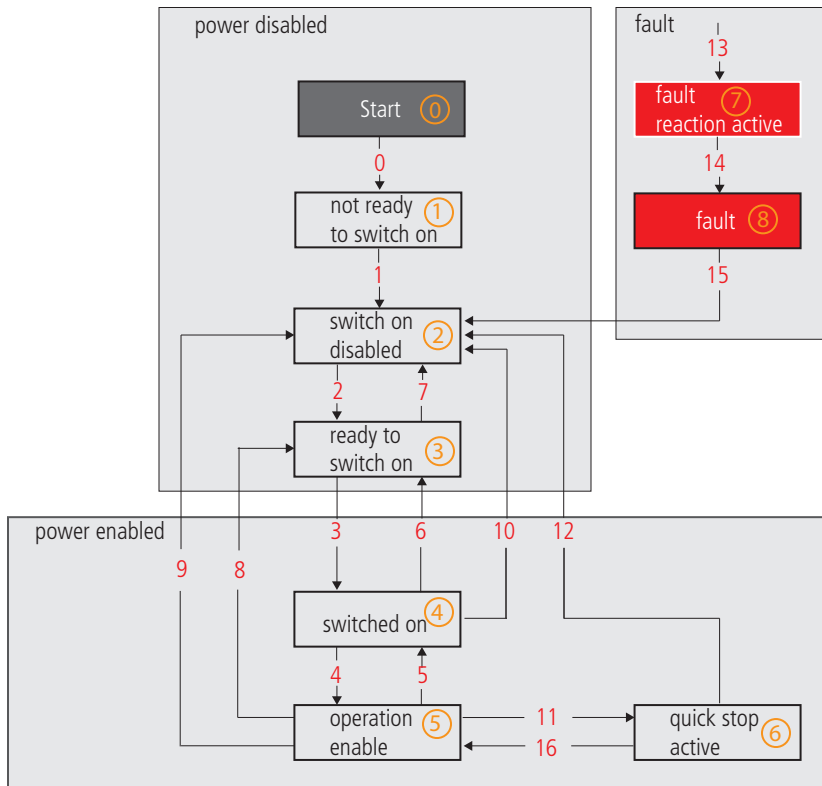 power disabled
fault
13
Start 0
fault 7
reaction active
0
14
not ready 1
to switch on
fault 8
1
15
switch on 2
disabled
2
7
ready to 3
switch on
power enabled
3
6
10
12
9
8
switched on 4
4
5
operation 5
enable
11
16
quick stop 6
active